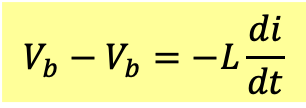 V_b − V_b = −L di/dt